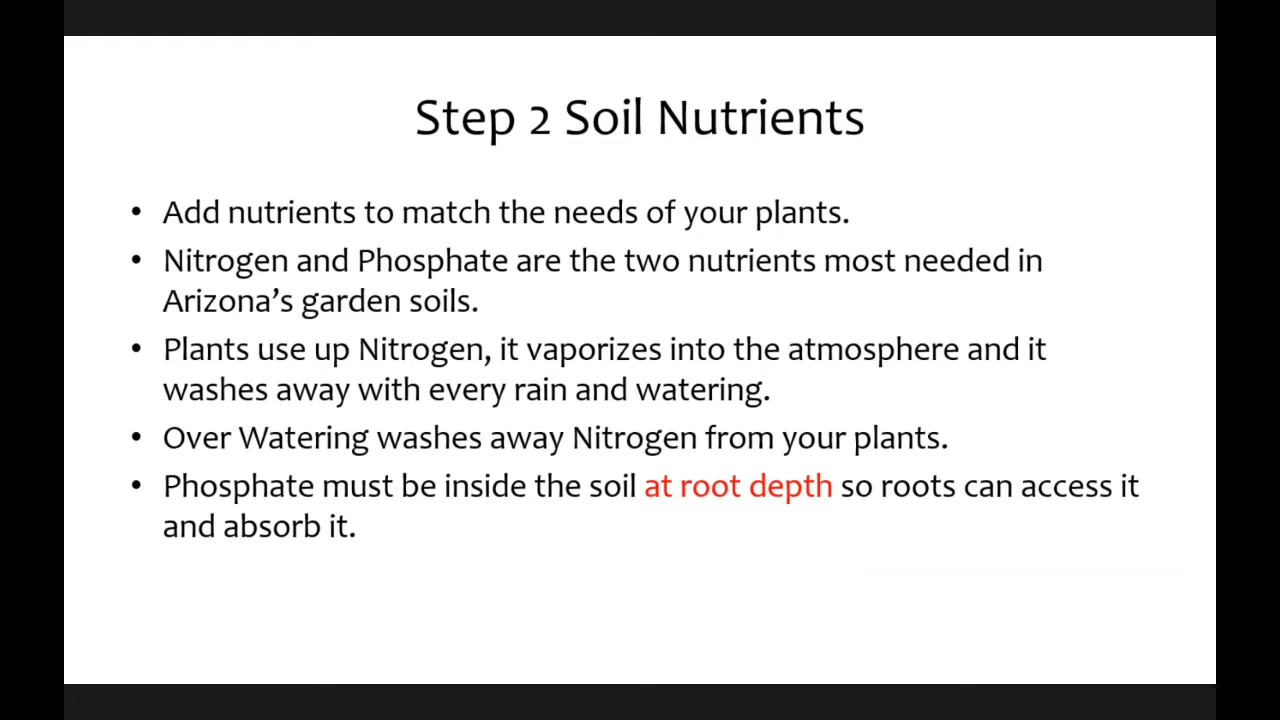 Step 2 Soil Nutrients
• Add nutrients to match the needs of your plants.
• Nitrogen and Phosphate are the two nutrients most needed in
Arizona’s garden soils.
• Plants use up Nitrogen, it vaporizes into the atmosphere and it
washes away with every rain and watering.
• Over Watering washes away Nitrogen from your plants.
• Phosphate must be inside the soil at root depth so roots can access it
and absorb it.